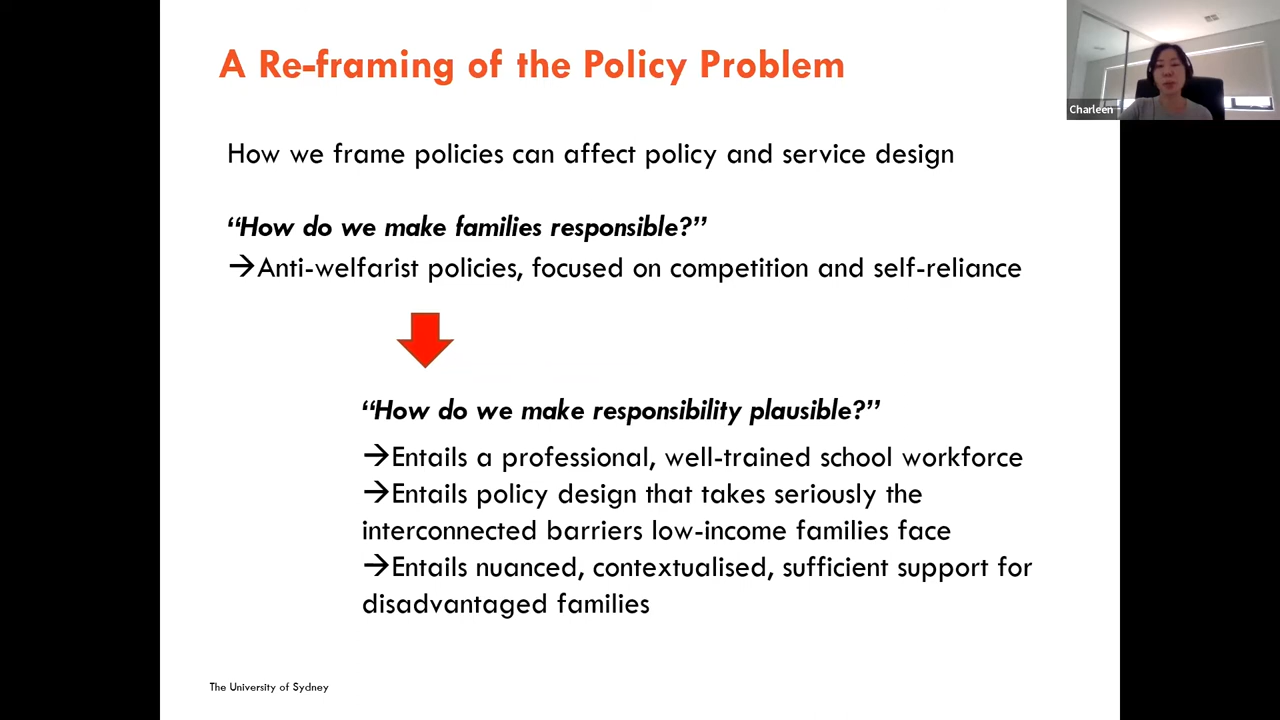 A Re-framing of the Policy Problem
Charleen
How we frame policies can affect policy and service design
“How do we make families responsible?”
→Anti-welfarist policies, focused on competition and self-reliance
“How do we make responsibility plausible?”
→Entails a professional, well-trained school workforce
→Entails policy design that takes seriously the
interconnected barriers low-income families face
→Entails nuanced, contextualised, sufficient support for
disadvantaged families
The University of Sydney